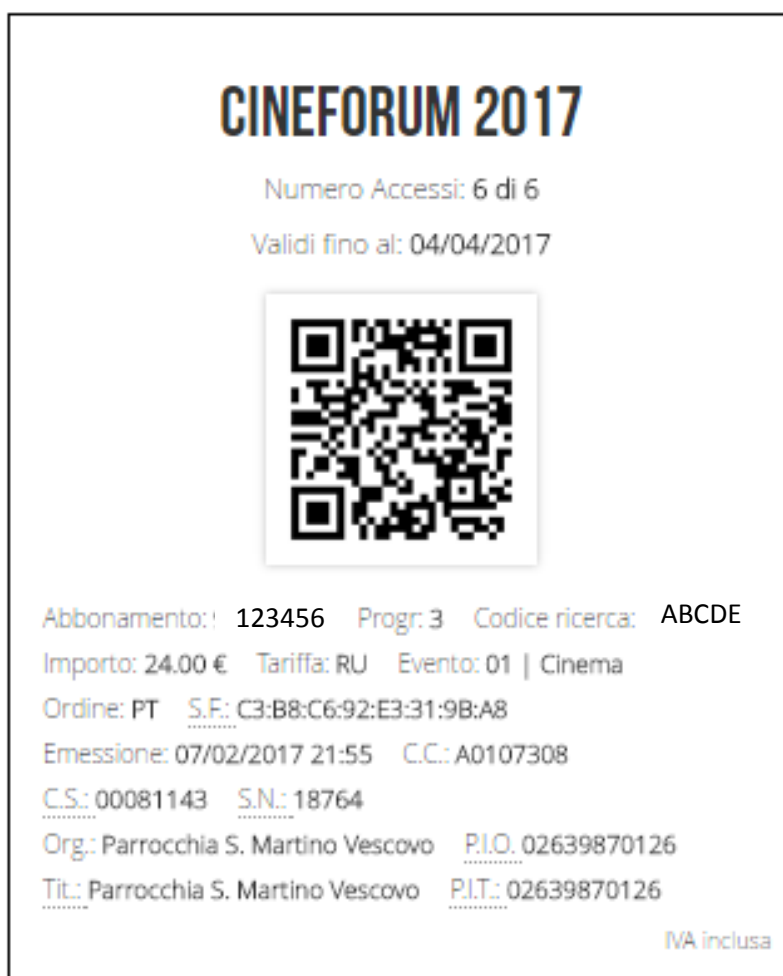 CINEFORUM 2017
Numero Accessi: 6 di 6
Validi fino al: 04/04/2017
Abbonamento: 123456 Progr: 3 Codice ricerca: ABCDE
Importo: 24.00 € Tariffa: RU Evento: 01 | Cinema
Ordine: PT S.F.: C3:B8:C6:92:E3:31:9B:A8
Emessione: 07/02/2017 21:55 C.C.: A0107308
C.S.: 00081143 S.N.: 18764
Org.: Parrocchia S. Martino Vescovo P.I.O. 02639870126
Tit.: Parrocchia S. Martino Vescovo P.I.T.: 02639870126
IVA inclusa